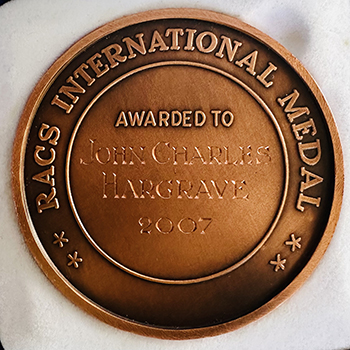 RACS INTERNATIONAL MEDAL
AWARDED TO
JOHN CHARLES
HARGRAVE
2007